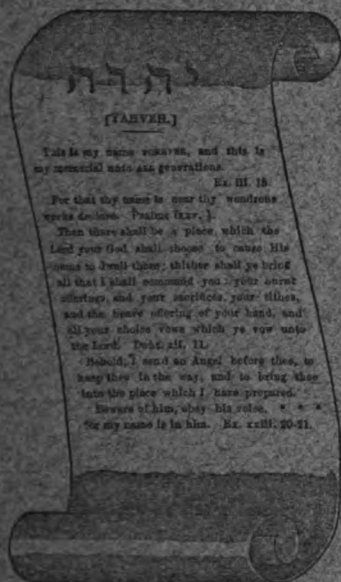 יהוה
[YAHVEH.]
This is my name FOREVER, and this is
my memorial unto ALL generations.
Ex. III. 15.
For that thy name is near thy wondrous
works declare. Psalms lxxv, 1.
Then there shall be a place which the
Lord your God shall choose to cause His
name to dwell there; thither shall ye bring
all that I shall command you; your burnt
offerings, and your sacrifices, your tithes,
and the heave offering of your hand, and
all your choice vows which ye vow unto
the Lord. Deut. xii, 11.
Behold, I send an Angel before thee, to
keep thee in the way, and to bring thee
into the place which I have prepared.
Beware of him, obey his voice, * * *
for my name is in him. Ex. xxiii, 20-21.